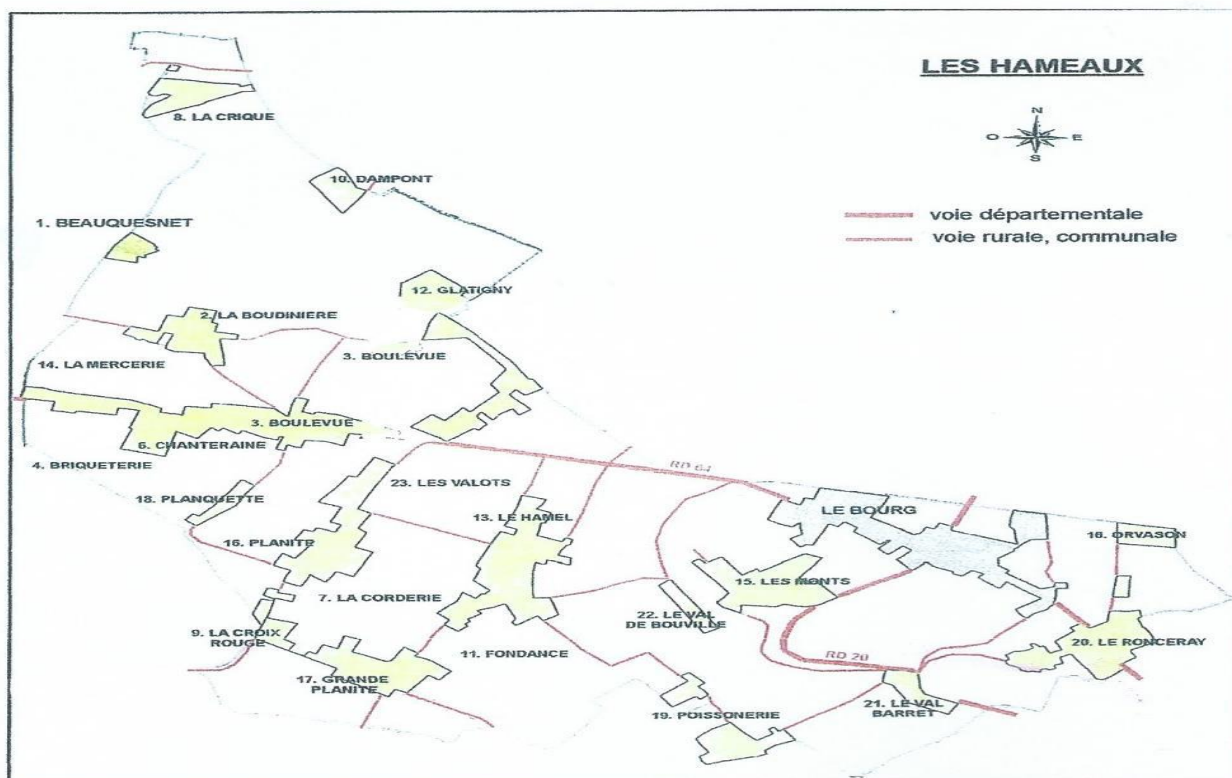 LES HAMEAUX
8. LA CRIQUE
N
O
E
S
10. DAMPONT
voie départementale
voie rurale, communale
1. BEAUQUESNET
12. GLATIGNY
2. LA BOUDINIERE
3. BOULEVUE
14. LA MERCERIE
3. BOULEVUE
6. CHANTERAINE
4. BRIQUETERIE
RD 64
18. PLANQUETTE
23. LES VALOTS
13. LE HAMEL
LE BOURG
16. ORVASON
16. PLANITE
15. LES MONTS
7. LA CORDERIE
22. LE VAL
DE BOUVILLE
9. LA CROIX
ROUGE
11. FONDANCE
20. LE RONCERAY
RD 20
17. GRANDE
PLANITE
19. POISSONERIE
21. LE VAL
BARRET